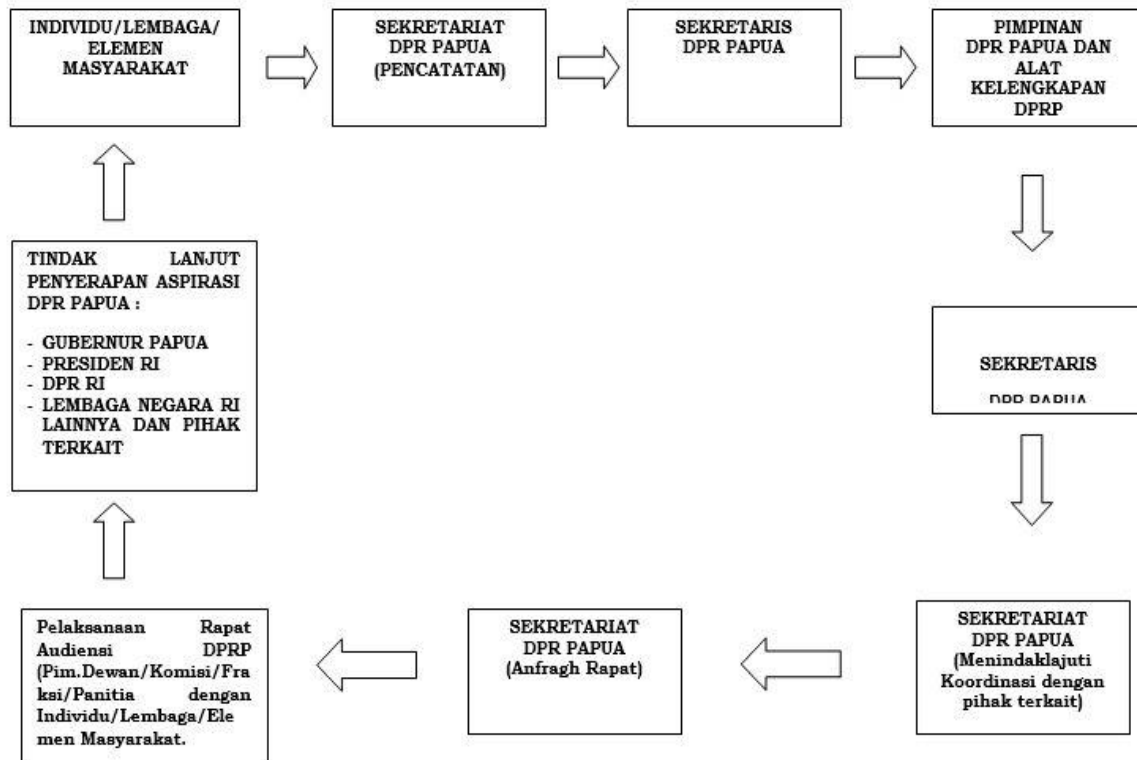 INDIVIDU/LEMBAGA/
ELEMEN
MASYARAKAT
SEKRETARIAT
DPR PAPUA
(PENCATATAN)
SEKRETARIS
DPR PAPUA
PIMPINAN
DPR PAPUA DAN
ALAT
KELENGKAPAN
DPRP
SEKRETARIS
DPR PAPUA
SEKRETARIAT
DPR PAPUA
(Menindaklajuti
Koordinasi dengan
pihak terkait)
SEKRETARIAT
DPR PAPUA
(Anfragh Rapat)
Pelaksanaan Rapat
Audiensi DPRP
(Pim.Dewan/Komisi/Fra
ksi/Panitia dengan
Individu/Lembaga/Ele
men Masyarakat.
TINDAK LANJUT
PENYERAPAN ASPIRASI
DPR PAPUA :
- GUBERNUR PAPUA
- PRESIDEN RI
- DPR RI
- LEMBAGA NEGARA RI
LAINNYA DAN PIHAK
TERKAIT